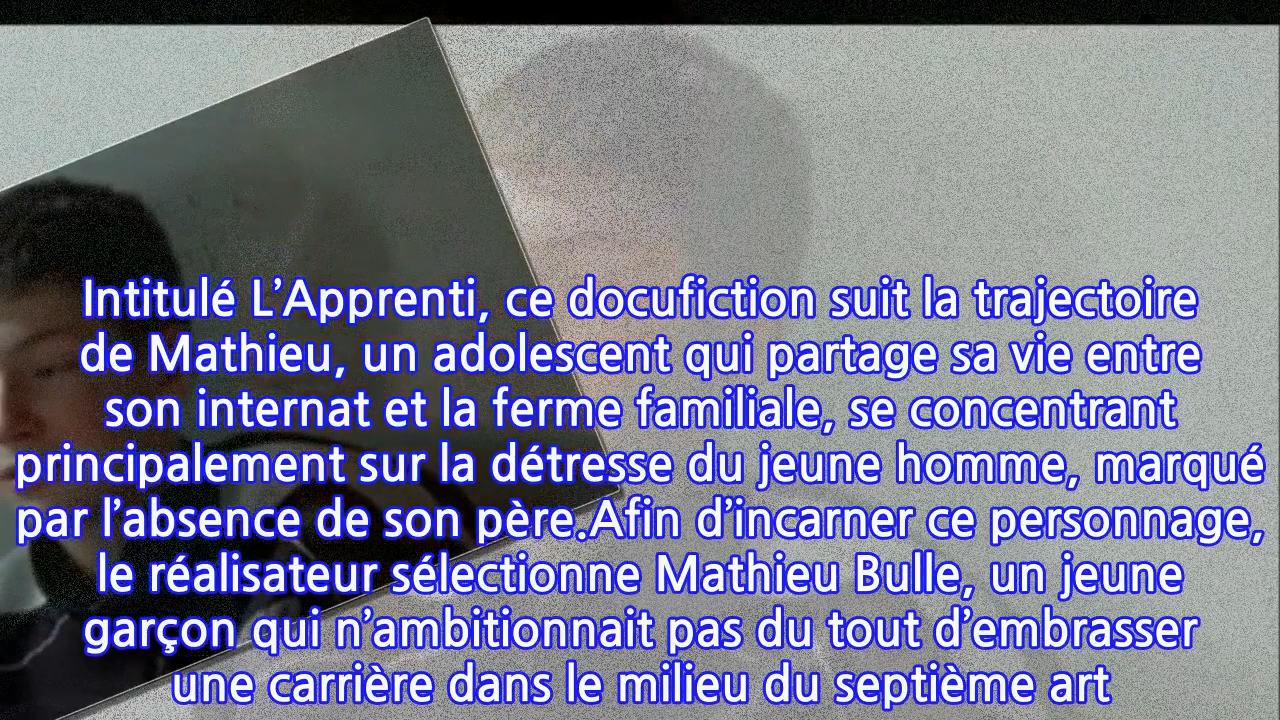 Intitulé L’Apprenti, ce docufiction suit la trajectoire
de Mathieu, un adolescent qui partage sa vie entre
son internat et la ferme familiale, se concentrant
principalement sur la détresse du jeune homme, marqué
par l’absence de son père.Afin d’incarner ce personnage,
le réalisateur sélectionne Mathieu Bulle, un jeune
garçon qui n’ambitionnait pas du tout d’embrasser
une carrière dans le milieu du septième art